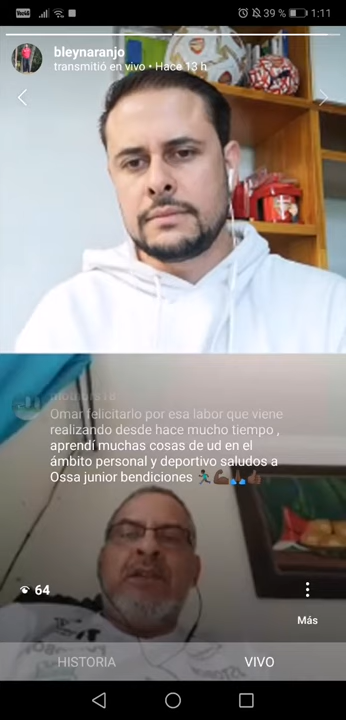 39 %
1:11
bleynaranjo
transmitió en vivo • Hace 13 h
Omar felicitarlo por esa labor que viene
realizando desde hace mucho tiempo ,
aprendí muchas cosas de ud en el
ámbito personal y deportivo saludos a
Ossa junior bendiciones 🏃🏿‍♂️💪🏿🙏🏿👍🏿
64
Más
HISTORIA
VIVO